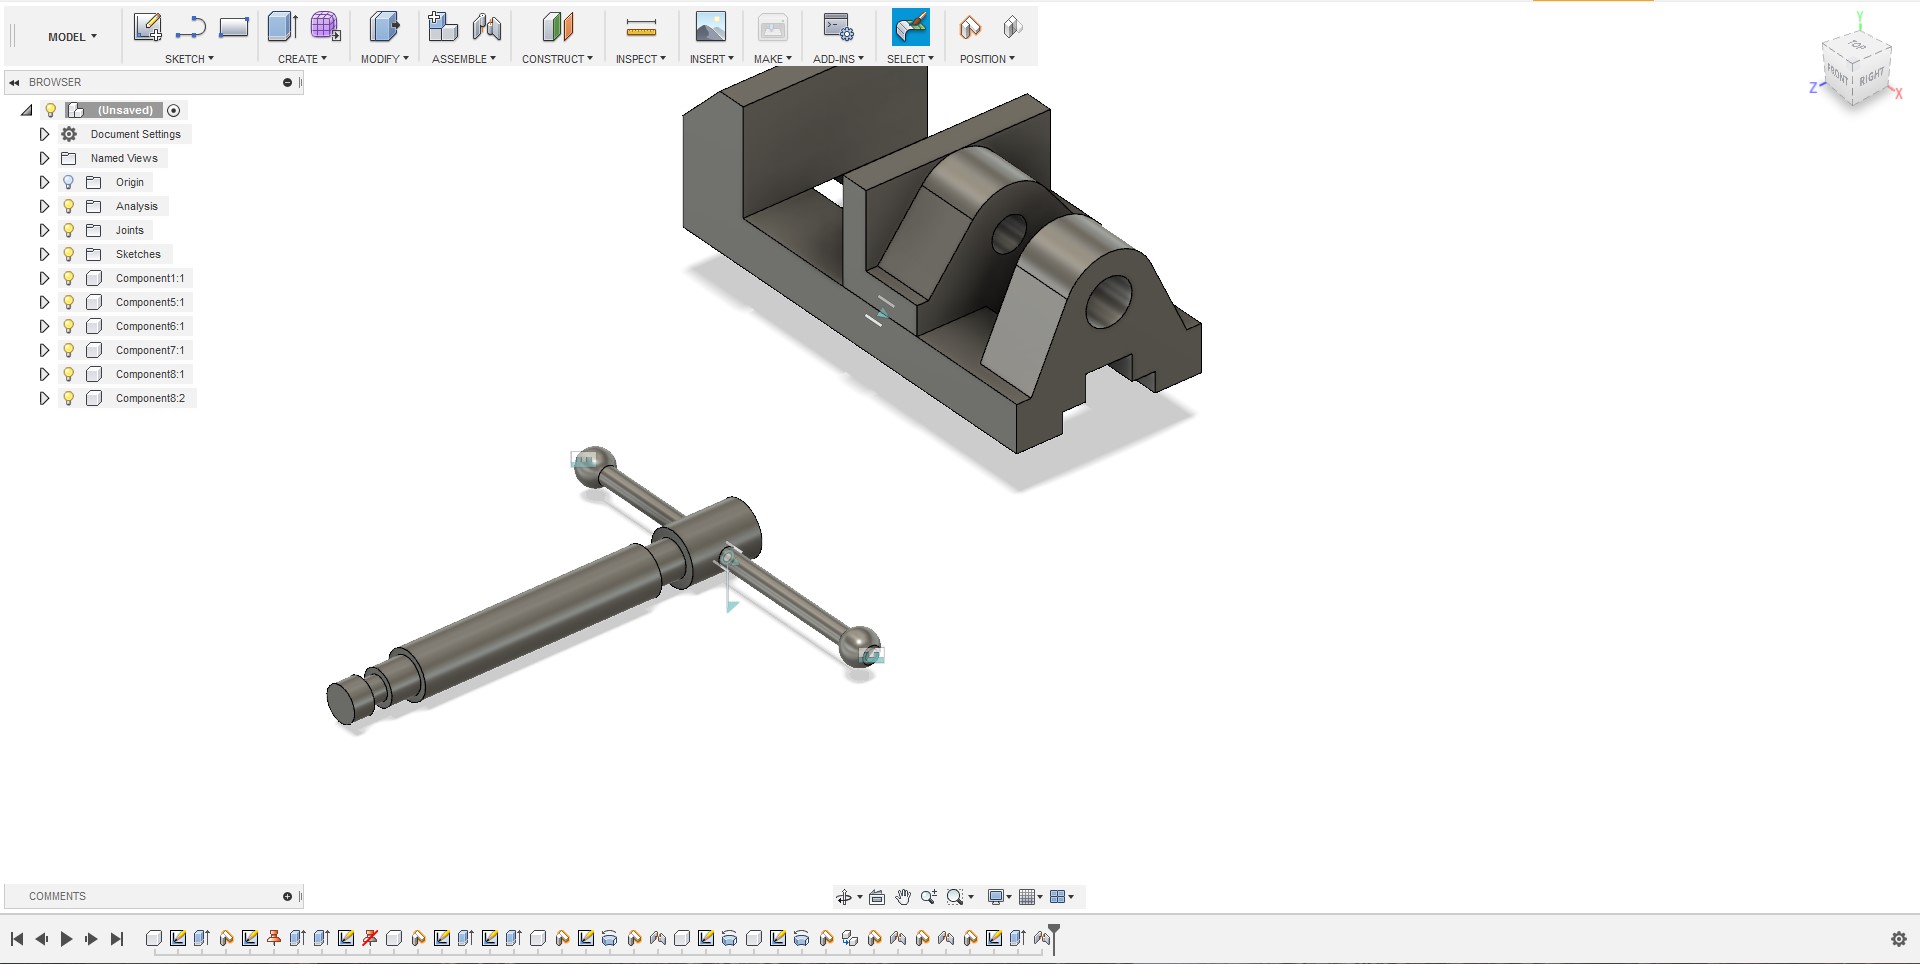 MODEL
SKETCH
CREATE
MODIFY
ASSEMBLE
CONSTRUCT
INSPECT
INSERT
MAKE
ADD-INS
SELECT
POSITION
Y
TOP
FRONT
RIGHT
Z
X
BROWSER
(Unsaved)
Document Settings
Named Views
Origin
Analysis
Joints
Sketches
Component1:1
Component5:1
Component6:1
Component7:1
Component8:1
Component8:2
COMMENTS